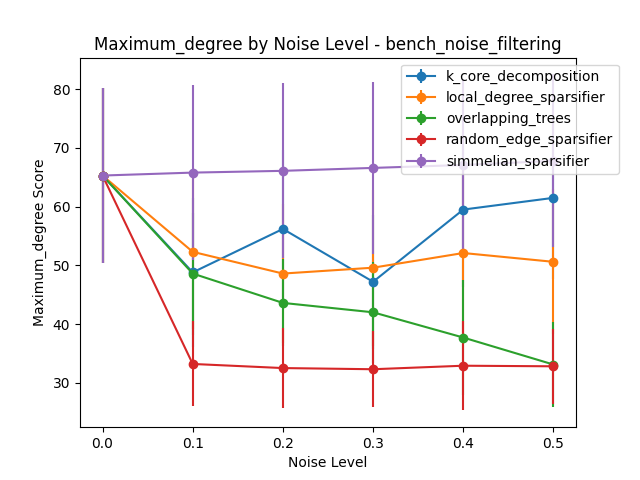 Maximum_degree by Noise Level - bench_noise_filtering
k_core_decomposition
local_degree_sparsifier
overlapping_trees
random_edge_sparsifier
simmelian_sparsifier
Maximum_degree Score
80
70
60
50
40
30
0.0 0.1 0.2 0.3 0.4 0.5
Noise Level